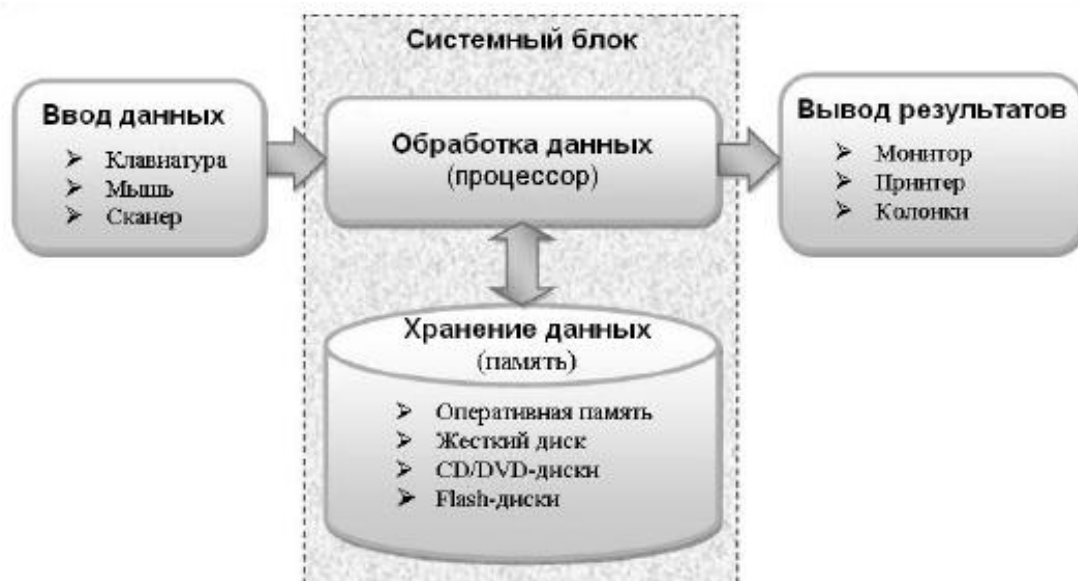 Системный блок
Ввод данных
➢ Клавиатура
➢ Мышь
➢ Сканер
Обработка данных
(процессор)
Вывод результатов
➢ Монитор
➢ Принтер
➢ Колонки
Хранение данных
(память)
➢ Оперативная память
➢ Жесткий диск
➢ CD/DVD-диски
➢ Flash-диски